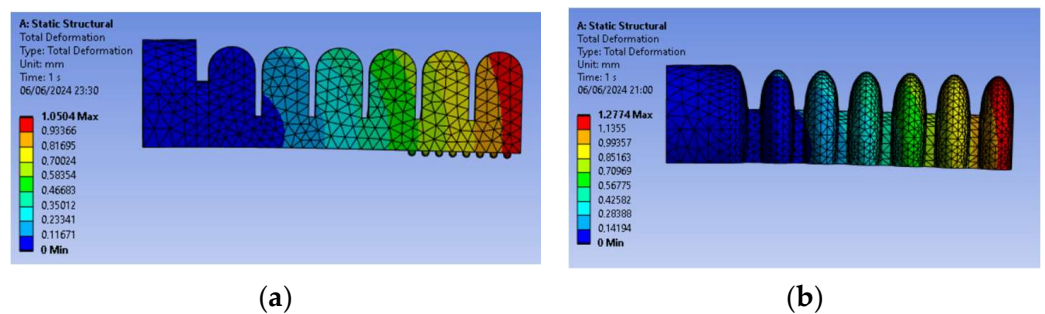 A: Static Structural
Total Deformation
Type: Total Deformation
Unit: mm
Time: 1 s
06/06/2024 23:30
1.0504 Max
0.93366
0.81695
0.70024
0.58354
0.46683
0.35012
0.23341
0.11671
0 Min
(a)
A: Static Structural
Total Deformation
Type: Total Deformation
Unit: mm
Time: 1 s
06/06/2024 21:00
1.2774 Max
1,1355
0,99357
0,85163
0.70969
0.56775
0.42582
0.28388
0,14194
0 Min
(b)